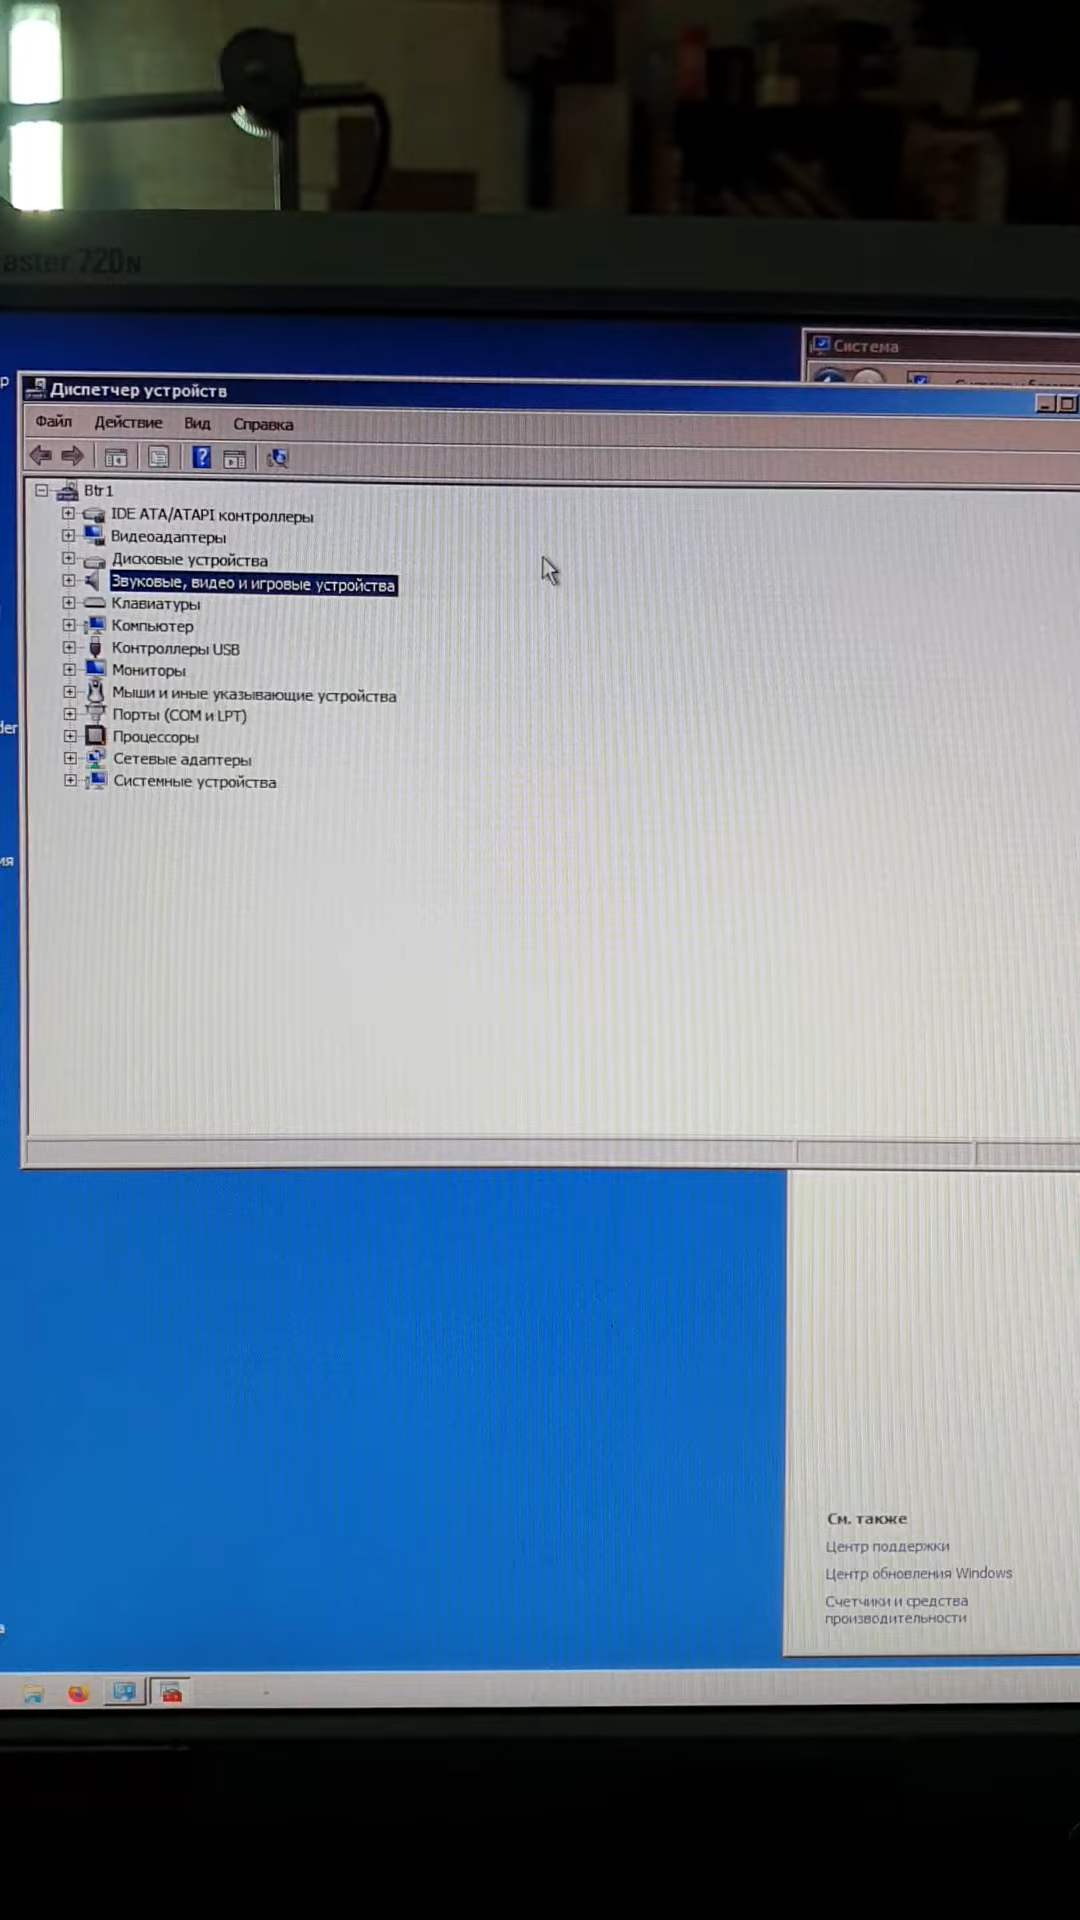 aster 720N
Система
р
Диспетчер устройств
Файл Действие Вид Справка
Btr1
IDE ATA/ATAPI контроллеры
Видеоадаптеры
Дисковые устройства
Звуковые, видео и игровые устройства
Клавиатуры
Компьютер
Контроллеры USB
Мониторы
Мыши и иные указывающие устройства
Порты (COM и LPT)
der
Процессоры
Сетевые адаптеры
Системные устройства
ия
См. также
Центр поддержки
Центр обновления Windows
Счетчики и средства
производительности
а